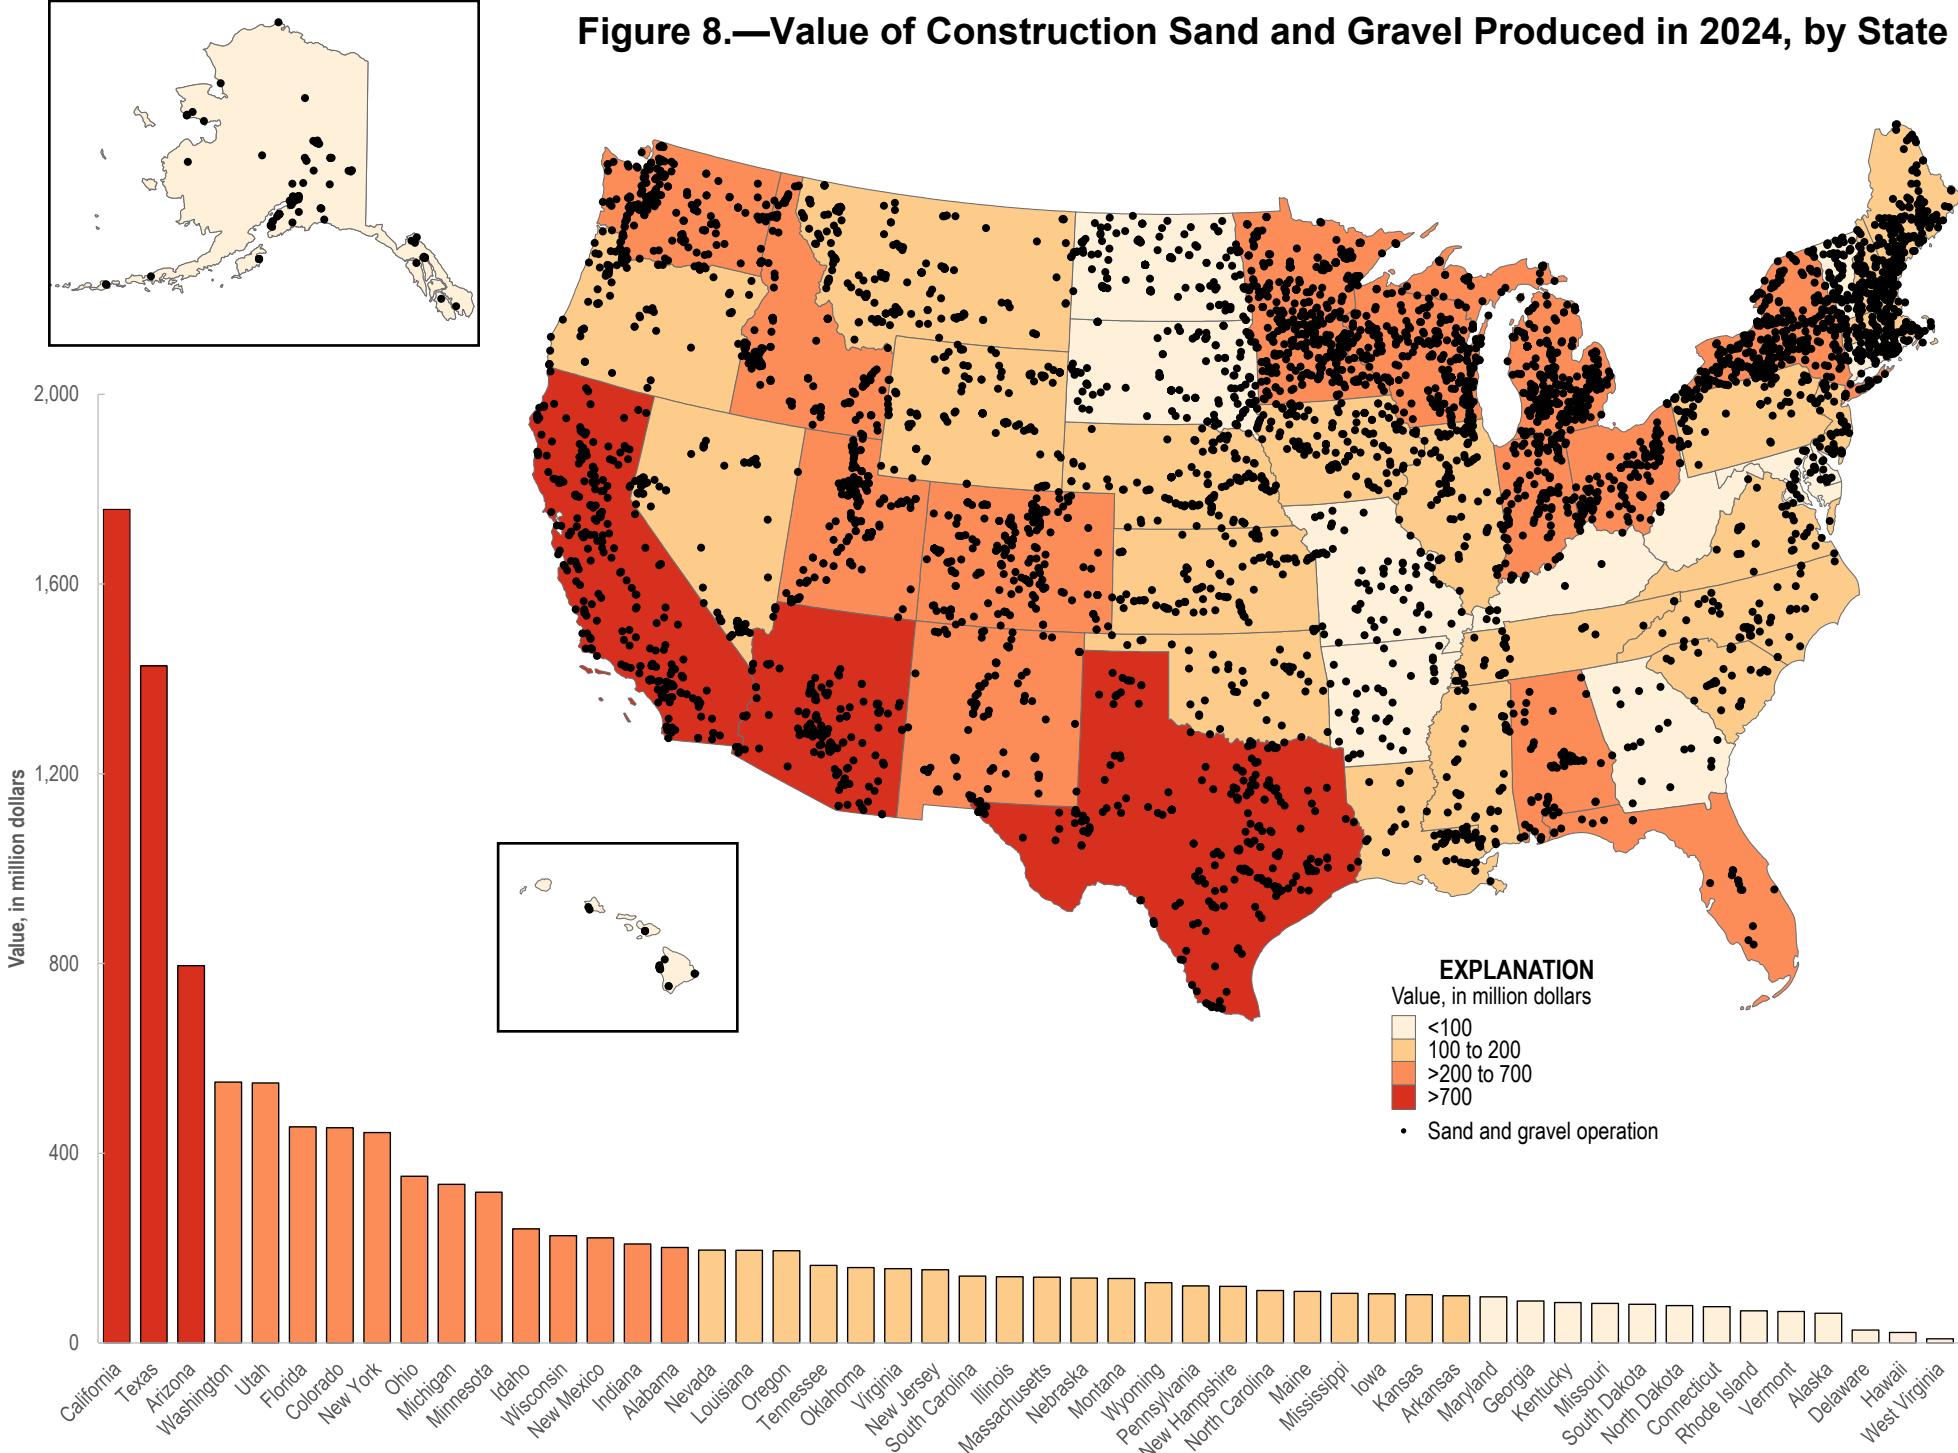 Figure 8.—Value of Construction Sand and Gravel Produced in 2024, by State
2,000
1,600
1,200
800
400
0
Value, in million dollars
EXPLANATION
Value, in million dollars
<100
100 to 200
>200 to 700
>700
Sand and gravel operation
California
Texas
Arizona
Washington
Utah
Florida
Colorado
New York
Ohio
Michigan
Minnesota
Idaho
Wisconsin
New Mexico
Indiana
Alabama
Nevada
Louisiana
Oregon
Tennessee
Oklahoma
Virginia
New Jersey
South Carolina
Illinois
Massachusetts
Nebraska
Montana
Wyoming
Pennsylvania
New Hampshire
North Carolina
Maine
Mississippi
Iowa
Kansas
Arkansas
Maryland
Georgia
Kentucky
Missouri
South Dakota
North Dakota
Connecticut
Rhode Island
Vermont
Alaska
Delaware
Hawaii
West Virginia